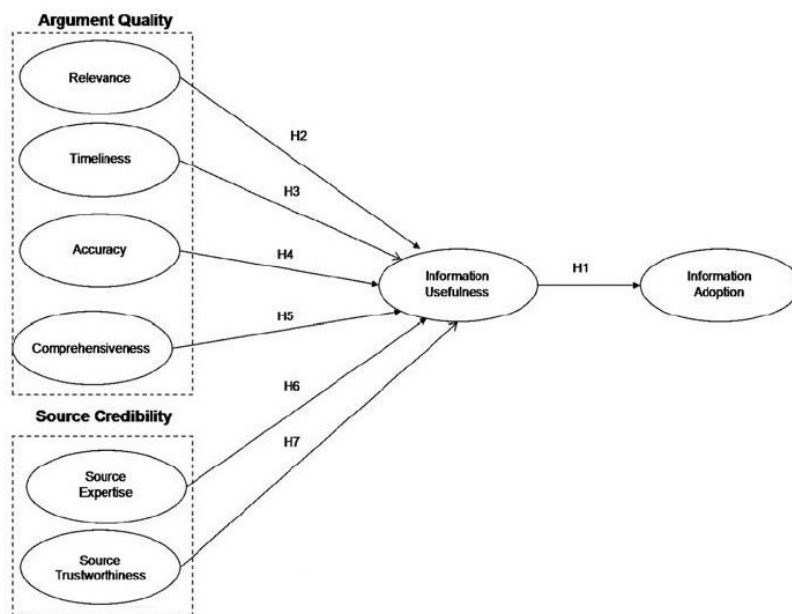 Argument Quality
Relevance
H2
Timeliness
H3
Accuracy
H4
Information
Usefulness
H1
Information
Adoption
H5
Comprehensiveness
H6
Source Credibility
H7
Source
Expertise
Source
Trustworthiness